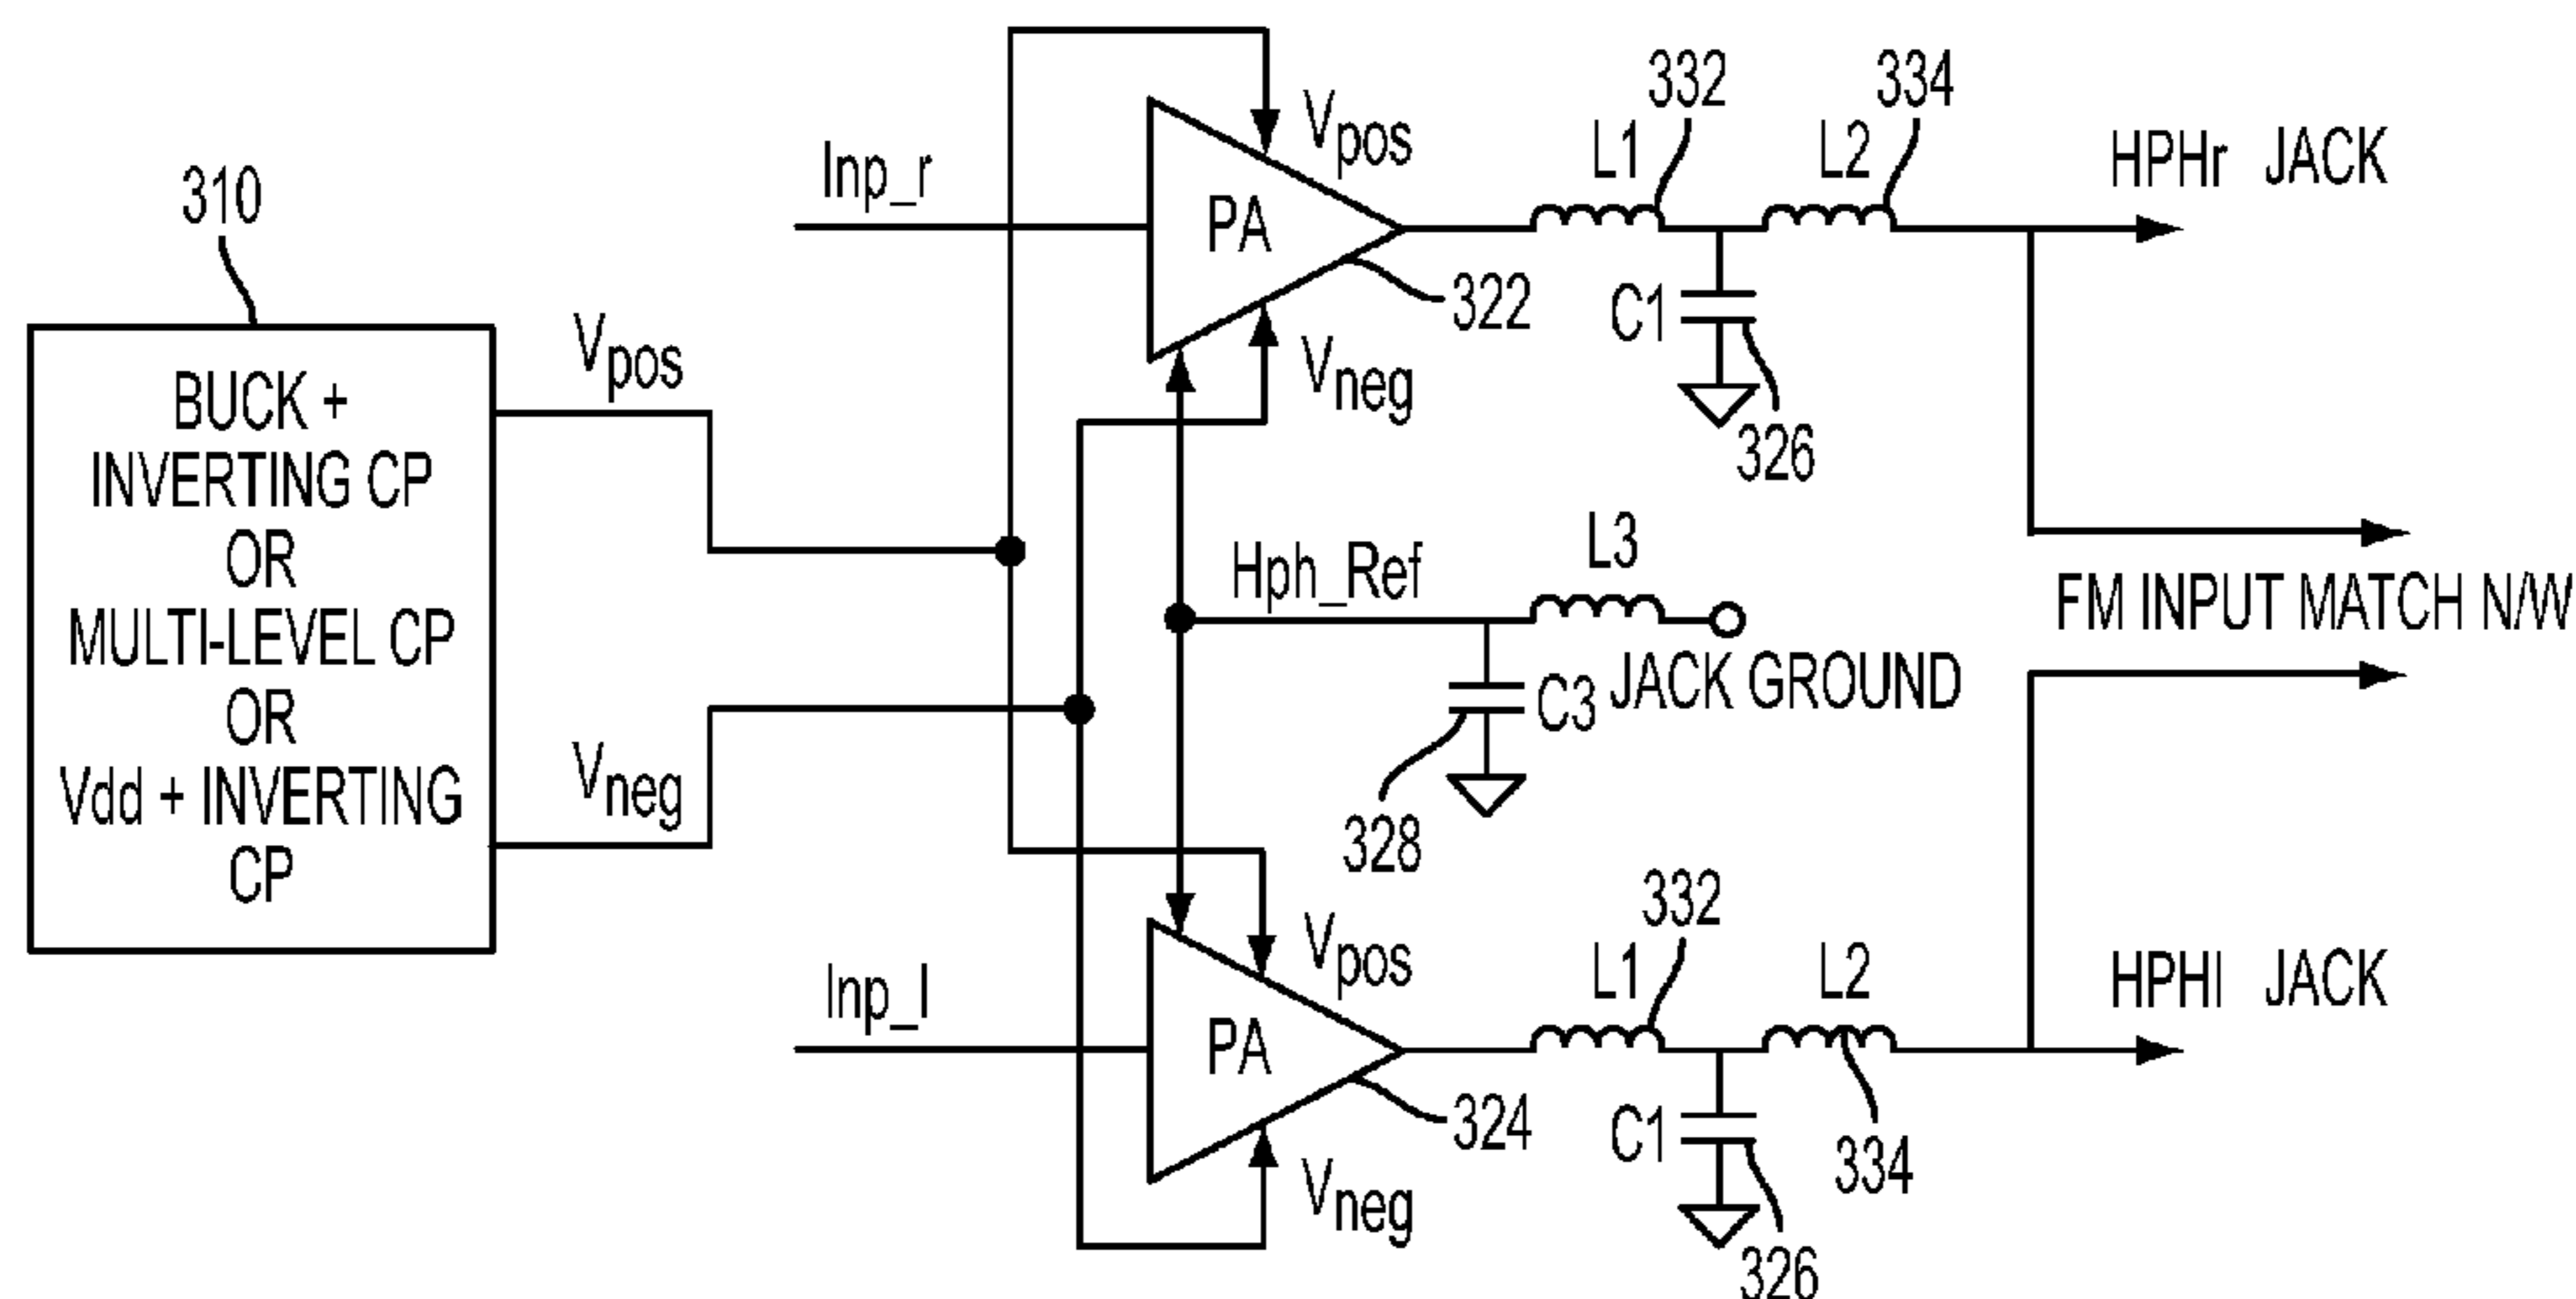 310
BUCK +
INVERTING CP
OR
MULTI-LEVEL CP
OR
Vdd + INVERTING
CP
Vpos
Vneg
Inp_r
PA
Vpos
Vneg
322
L1
332
L2
334
C1
326
HPHr JACK
Hph_Ref
L3
JACK GROUND
C3
328
FM INPUT MATCH N/W
Inp_l
PA
Vpos
Vneg
324
L1
332
L2
334
C1
326
HPHl JACK